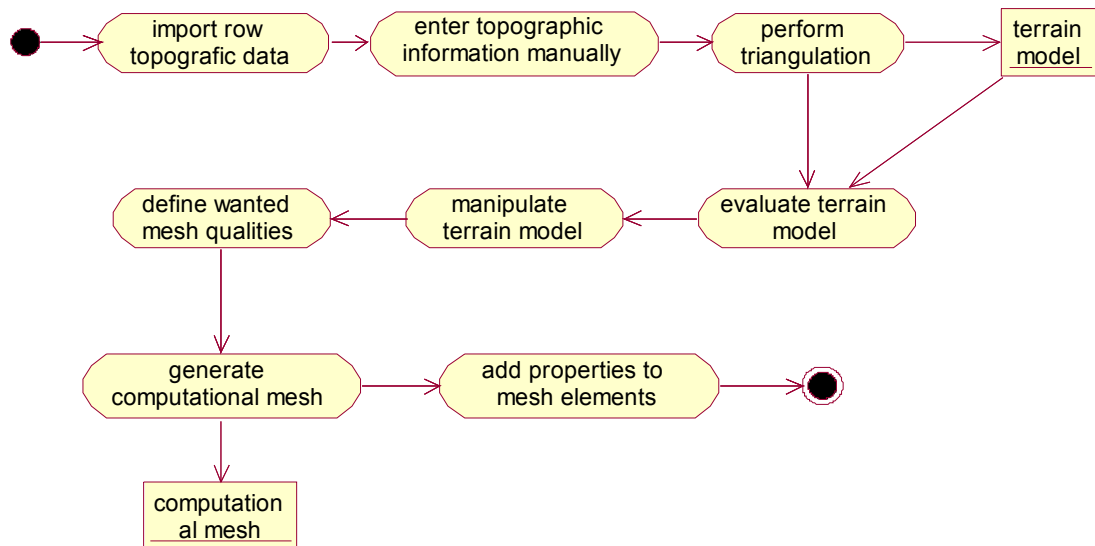 import row
topografic data
enter topographic
information manually
perform
triangulation
terrain
model
define wanted
mesh qualities
manipulate
terrain model
evaluate terrain
model
generate
computational mesh
add properties to
mesh elements
computation
al mesh